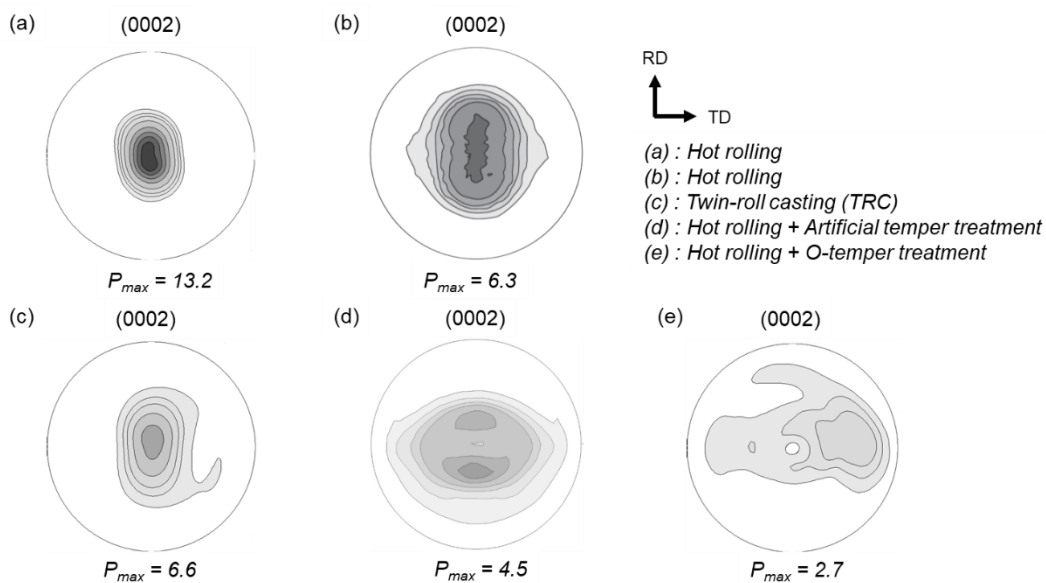 (a)
(0002)
P_max = 13.2
(b)
(0002)
P_max = 6.3
RD
TD
(a) : Hot rolling
(b) : Hot rolling
(c) : Twin-roll casting (TRC)
(d) : Hot rolling + Artificial temper treatment
(e) : Hot rolling + O-temper treatment
(c)
(0002)
P_max = 6.6
(d)
(0002)
P_max = 4.5
(e)
(0002)
P_max = 2.7